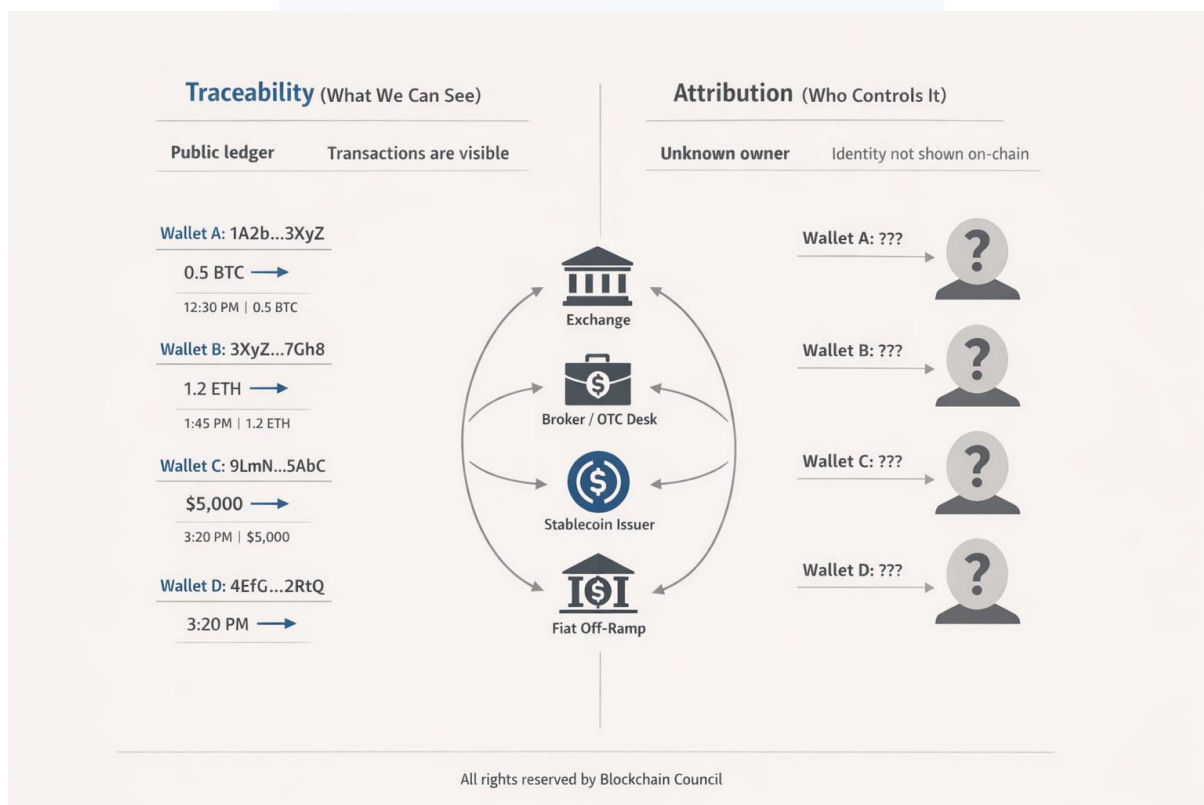 Traceability (What We Can See)
Public ledger Transactions are visible
Wallet A: 1A2b...3XyZ
0.5 BTC
12:30 PM | 0.5 BTC
Wallet B: 3XyZ...7Gh8
1.2 ETH
1:45 PM | 1.2 ETH
Wallet C: 9LmN...5AbC
$5,000
3:20 PM | $5,000
Wallet D: 4EfG...2RtQ
3:20 PM
Exchange
$
Broker / OTC Desk
$
Stablecoin Issuer
$
Fiat Off-Ramp
Attribution (Who Controls It)
Unknown owner Identity not shown on-chain
Wallet A: ???
?
Wallet B: ???
?
Wallet C: ???
?
Wallet D: ???
?
All rights reserved by Blockchain Council